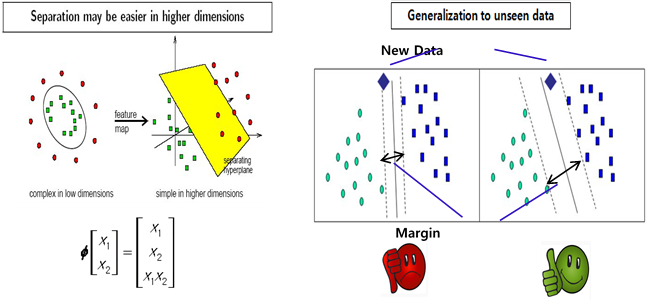 Separation may be easier in higher dimensions
feature
map
separating
hyperplane
complex in low dimensions
simple in higher dimensions
ϕ [X1 X2] = [X1 X2 X1X2]
Generalization to unseen data
New Data
Margin